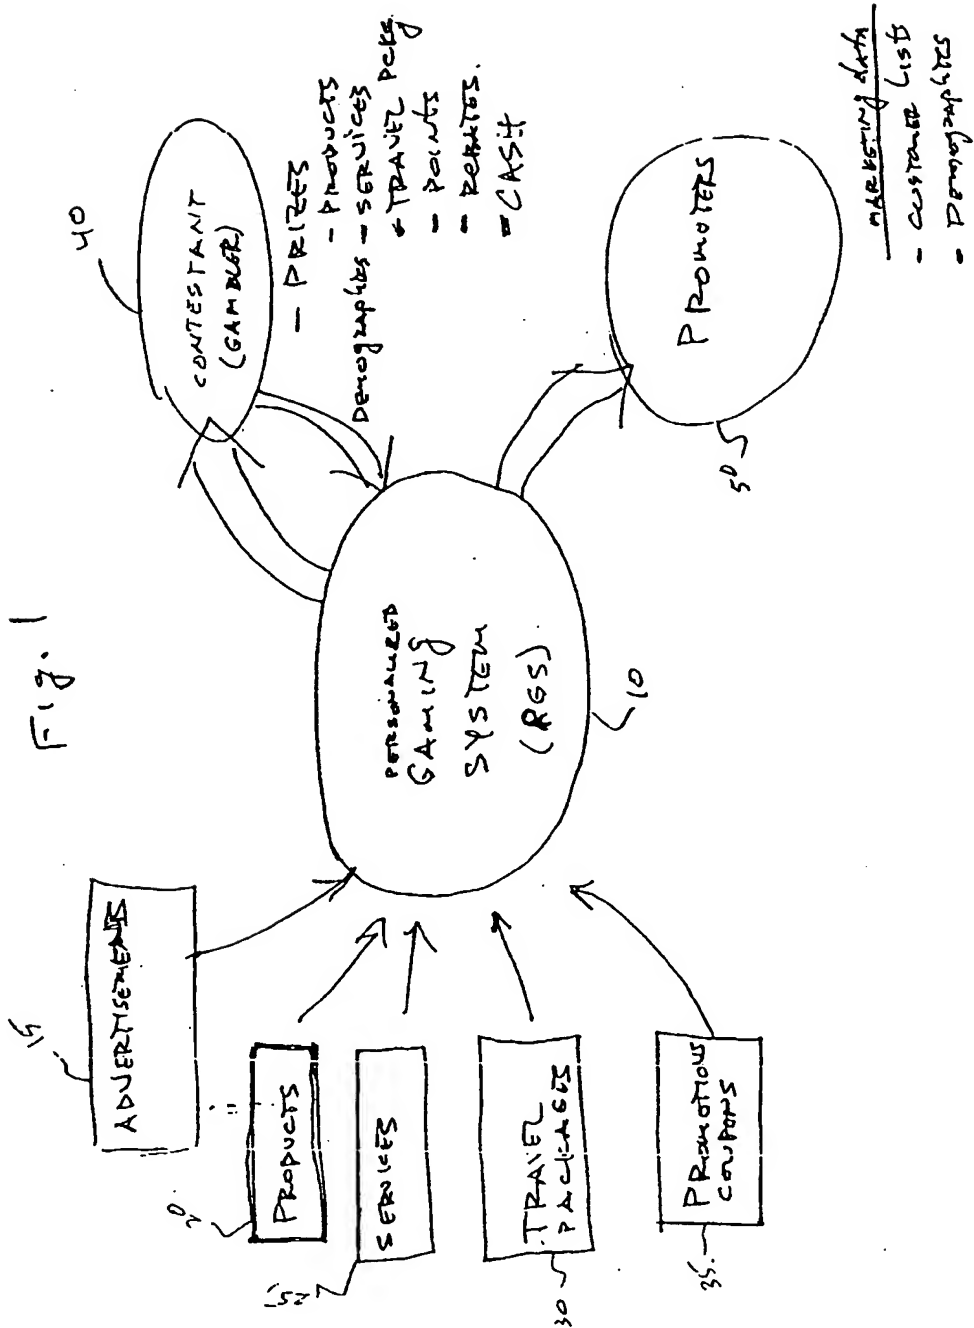 Fig. 1
15
ADVERTISEMENTS
20
PRODUCTS
25
SERVICES
30
TRAVEL
PACKAGES
35
PROMOTIONS
COUPONS
PERSONALIZED
GAMING
SYSTEM
(PGS)
10
40
CONTESTANT
(GAMBLER)
- PRIZES
- PRODUCTS
- SERVICES
- TRAVEL PCKG.
- POINTS
- REBATES.
- CASH
Demographics
PROMOTERS
50
MARKETING DATA
- CUSTOMER LISTS
- Demographics